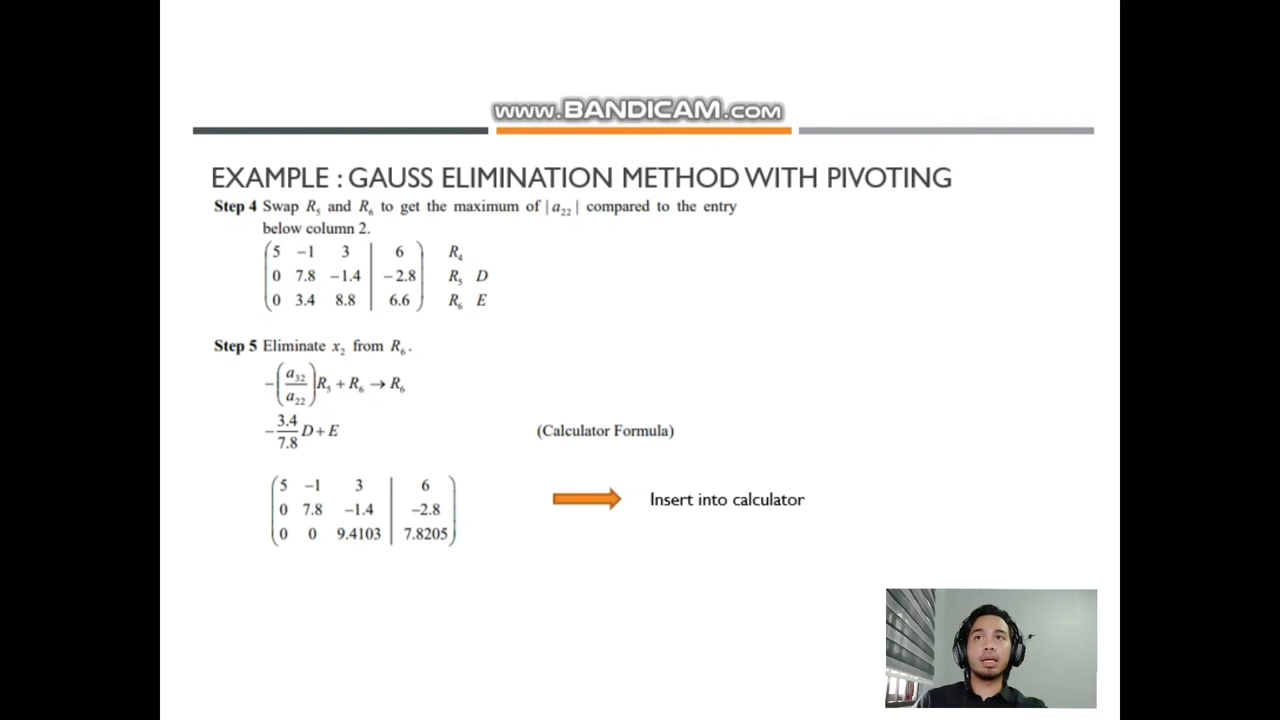 www.BANDICAM.com
EXAMPLE : GAUSS ELIMINATION METHOD WITH PIVOTING
Step 4 Swap R₅ and R₆ to get the maximum of |a₂₂| compared to the entry
below column 2.
5 −1 3 | 6 R₄
0 7.8 −1.4 | −2.8 R₅ D
0 3.4 8.8 | 6.6 R₆ E
Step 5 Eliminate x₂ from R₆.
−(a₃₂/a₂₂)R₅ + R₆ → R₆
−3.4/7.8 D + E (Calculator Formula)
5 −1 3 | 6
0 7.8 −1.4 | −2.8 Insert into calculator
0 0 9.4103 | 7.8205